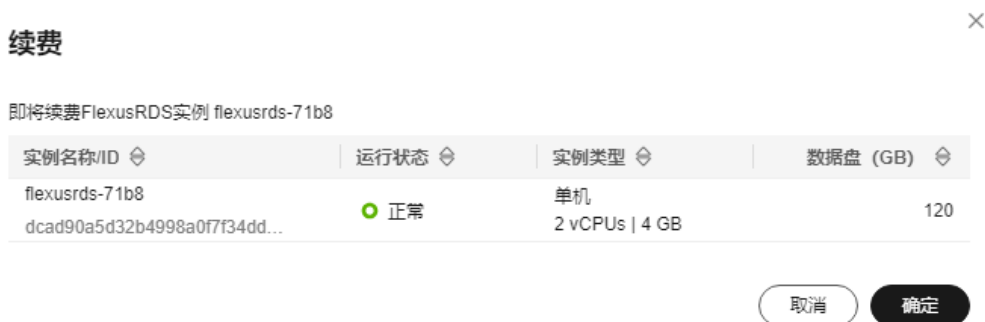 续费
即将续费FlexusRDS实例 flexusrds-71b8
实例名称/ID 运行状态 实例类型 数据盘（GB）
flexusrds-71b8
dcad90a5d32b4998a0f7f34dd...
正常
单机
2 vCPUs | 4 GB
120
取消 确定